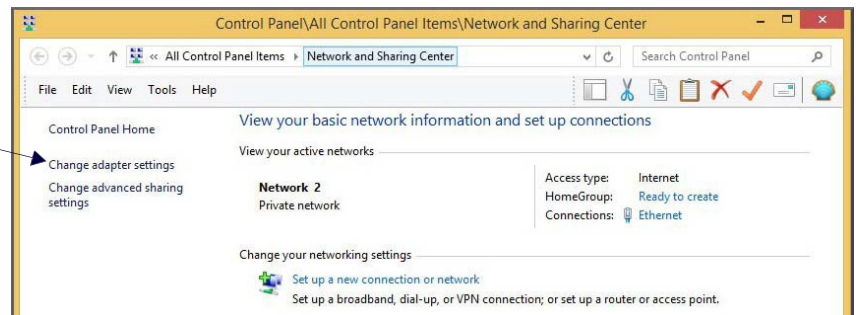 Control Panel\All Control Panel Items\Network and Sharing Center
« All Control Panel Items ▸ Network and Sharing Center
Search Control Panel
File Edit View Tools Help
Control Panel Home
Change adapter settings
Change advanced sharing
settings
View your basic network information and set up connections
View your active networks
Network 2
Private network
Access type: Internet
HomeGroup: Ready to create
Connections: Ethernet
Change your networking settings
Set up a new connection or network
Set up a broadband, dial-up, or VPN connection; or set up a router or access point.